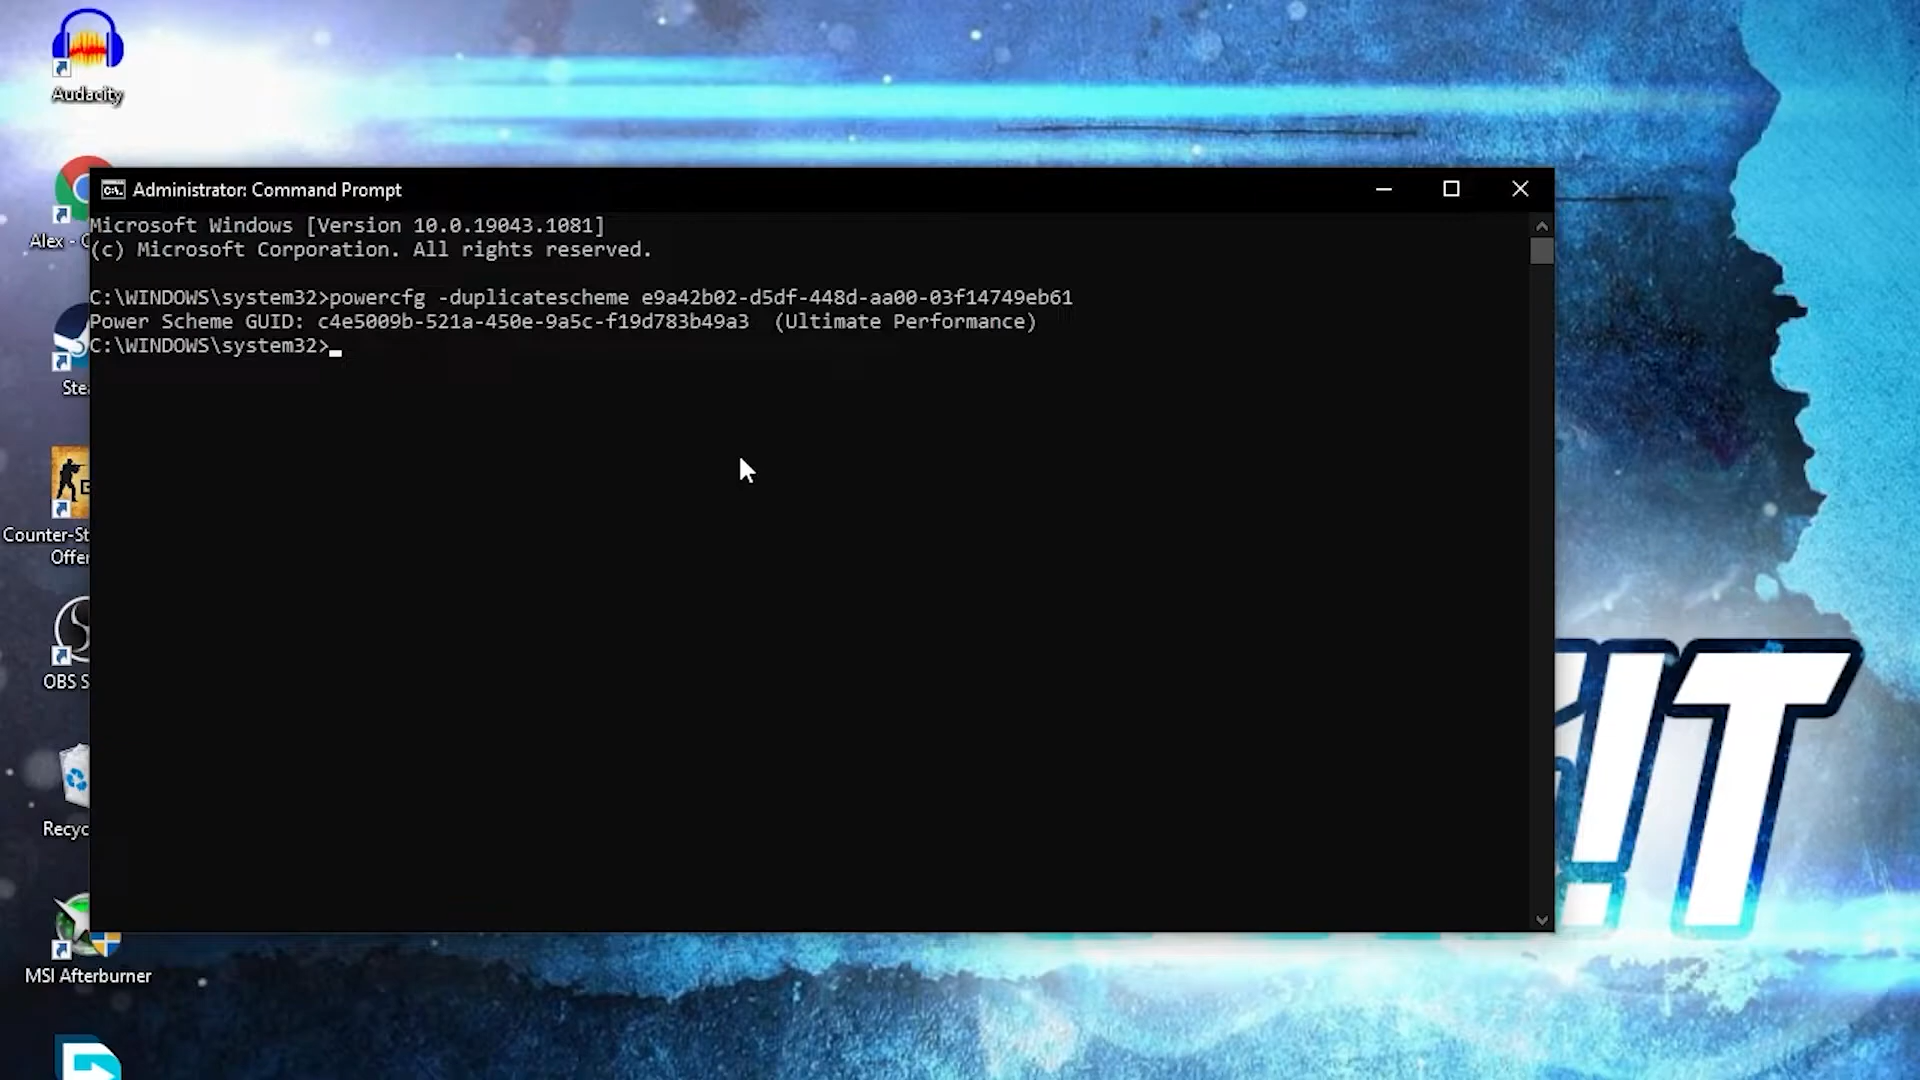 Audacity
Administrator: Command Prompt
Microsoft Windows [Version 10.0.19043.1081]
(c) Microsoft Corporation. All rights reserved.
C:\WINDOWS\system32>powercfg -duplicatescheme e9a42b02-d5df-448d-aa00-03f14749eb61
Power Scheme GUID: c4e5009b-521a-450e-9a5c-f19d783b49a3  (Ultimate Performance)
C:\WINDOWS\system32>
Alex - C
Ste
Counter-St
Offer
OBS S
Recyc
MSI Afterburner
!T